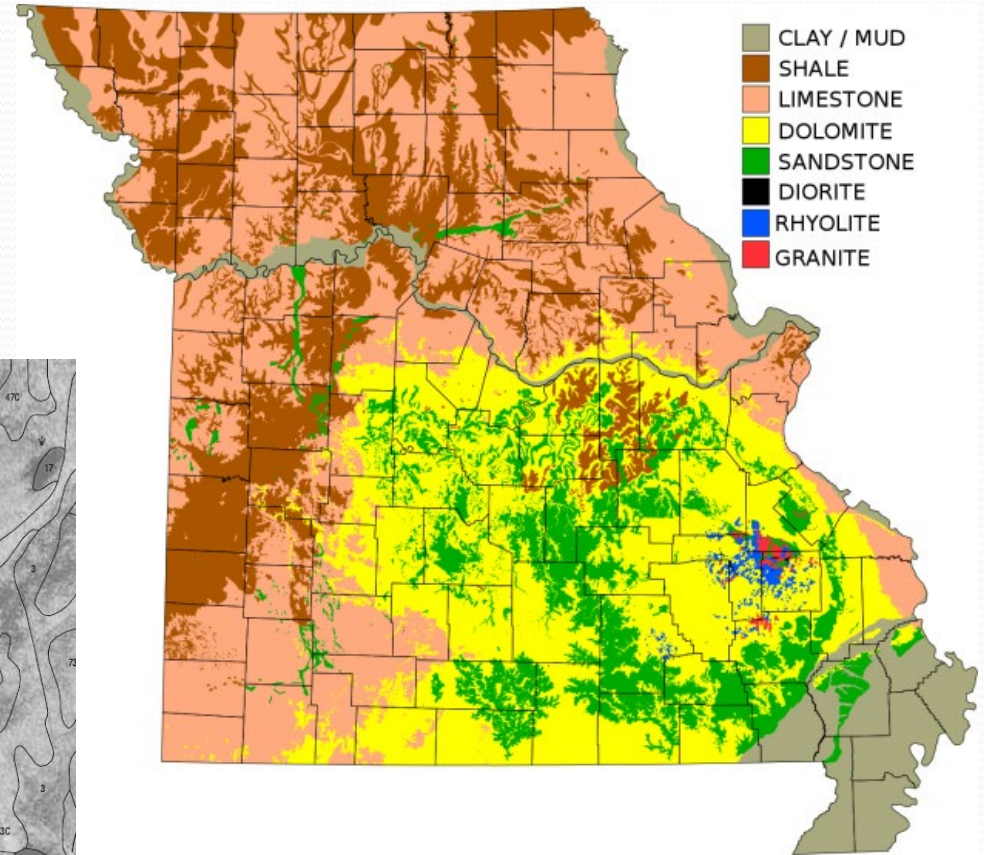 CLAY / MUD
SHALE
LIMESTONE
DOLOMITE
SANDSTONE
DIORITE
RHYOLITE
GRANITE
47C
17
3
73
3
3C